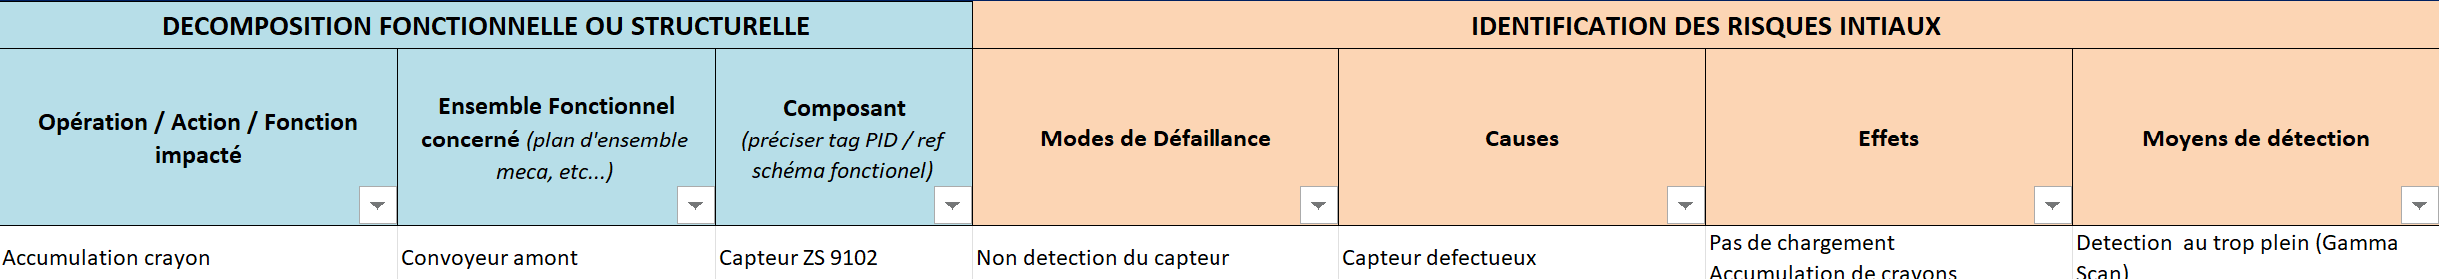 DECOMPOSITION FONCTIONNELLE OU STRUCTURELLE
IDENTIFICATION DES RISQUES INTIAUX
Opération / Action / Fonction
impacté
Ensemble Fonctionnel
concerné (plan d'ensemble
meca, etc...)
Composant
(préciser tag PID / ref
schéma fonctionel)
Modes de Défaillance
Causes
Effets
Moyens de détection
Accumulation crayon
Convoyeur amont
Capteur ZS 9102
Non detection du capteur
Capteur defectueux
Pas de chargement
Accumulation de crayons
Detection  au trop plein (Gamma
Scan)